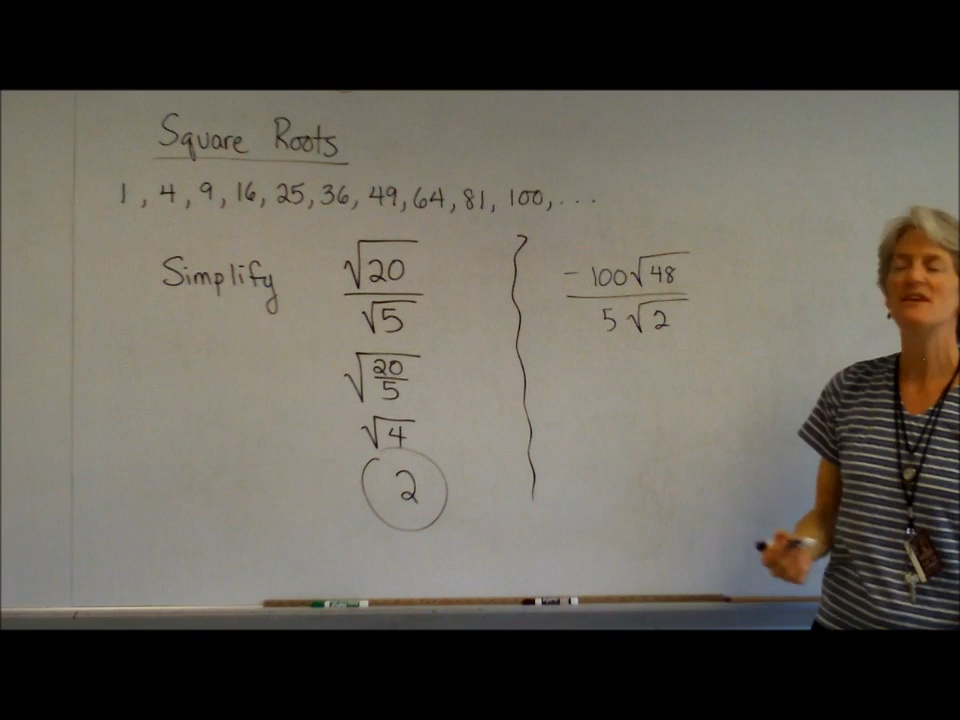 Square Roots
1, 4, 9, 16, 25, 36, 49, 64, 81, 100, ...
Simplify
√20
√5
√20/5
√4
2
-100√48
5√2